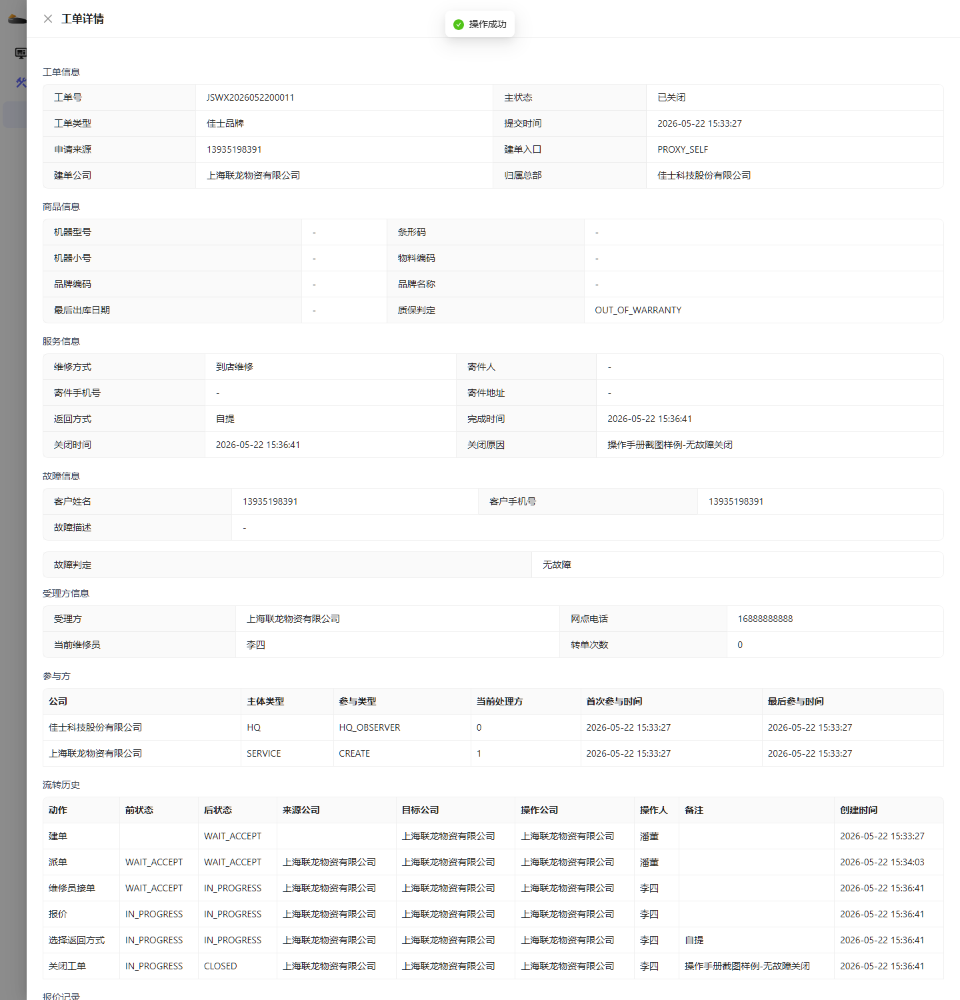 工单详情
操作成功
工单信息
工单号 JSWX2026052200011 主状态 已关闭
工单类型 佳士品牌 提交时间 2026-05-22 15:33:27
申请来源 13935198391 建单入口 PROXY_SELF
建单公司 上海联龙物资有限公司 归属总部 佳士科技股份有限公司
商品信息
机器型号 - 条形码 -
机器小号 - 物料编码 -
品牌编码 - 品牌名称 -
最后出库日期 - 质保判定 OUT_OF_WARRANTY
服务信息
维修方式 到店维修 寄件人 -
寄件手机号 - 寄件地址 -
返回方式 自提 完成时间 2026-05-22 15:36:41
关闭时间 2026-05-22 15:36:41 关闭原因 操作手册截图样例-无故障关闭
故障信息
客户姓名 13935198391 客户手机号 13935198391
故障描述 -
故障判定 无故障
受理方信息
受理方 上海联龙物资有限公司 网点电话 16888888888
当前维修员 李四 转单次数 0
参与方
公司 主体类型 参与类型 当前处理方 首次参与时间 最后参与时间
佳士科技股份有限公司 HQ HQ_OBSERVER 0 2026-05-22 15:33:27 2026-05-22 15:33:27
上海联龙物资有限公司 SERVICE CREATE 1 2026-05-22 15:33:27 2026-05-22 15:33:27
流转历史
动作 前状态 后状态 来源公司 目标公司 操作公司 操作人 备注 创建时间
建单 WAIT_ACCEPT 上海联龙物资有限公司 上海联龙物资有限公司 潘董 2026-05-22 15:33:27
派单 WAIT_ACCEPT WAIT_ACCEPT 上海联龙物资有限公司 上海联龙物资有限公司 上海联龙物资有限公司 潘董 2026-05-22 15:34:03
维修员接单 WAIT_ACCEPT IN_PROGRESS 上海联龙物资有限公司 上海联龙物资有限公司 上海联龙物资有限公司 李四 2026-05-22 15:36:41
报价 IN_PROGRESS IN_PROGRESS 上海联龙物资有限公司 上海联龙物资有限公司 上海联龙物资有限公司 李四 2026-05-22 15:36:41
选择返回方式 IN_PROGRESS IN_PROGRESS 上海联龙物资有限公司 上海联龙物资有限公司 上海联龙物资有限公司 李四 自提 2026-05-22 15:36:41
关闭工单 IN_PROGRESS CLOSED 上海联龙物资有限公司 上海联龙物资有限公司 上海联龙物资有限公司 李四 操作手册截图样例-无故障关闭 2026-05-22 15:36:41
报价记录